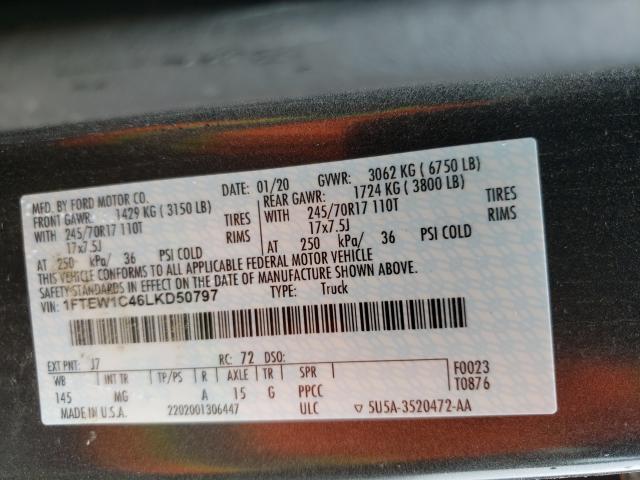 MFD. BY FORD MOTOR CO. DATE: 01/20 GVWR: 3062 KG ( 6750 LB)
FRONT GAWR: 1429 KG ( 3150 LB) REAR GAWR: 1724 KG ( 3800 LB)
WITH 245/70R17 110T TIRES WITH 245/70R17 110T TIRES
17x7.5J RIMS 17x7.5J RIMS
AT 250 kPa/ 36 PSI COLD AT 250 kPa/ 36 PSI COLD
THIS VEHICLE CONFORMS TO ALL APPLICABLE FEDERAL MOTOR VEHICLE
SAFETY STANDARDS IN EFFECT ON THE DATE OF MANUFACTURE SHOWN ABOVE.
VIN: 1FTEW1C46LKD50797 TYPE: Truck
EXT PNT: J7 RC: 72 DSO:
WB INT TR TP/PS R AXLE TR SPR F0023
145 MG A 15 G PPCC T0876
MADE IN U.S.A. 2202001306447 ULC ▽ 5U5A-3520472-AA